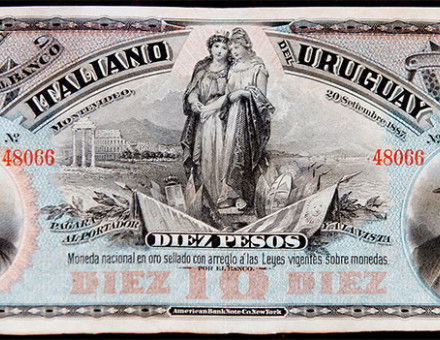 EL BANCO
ITALIANO DEL URUGUAY
MONTEVIDEO, 20 Setiembre 1887
Nº 48066
Nº 48066
PAGARÁ
AL PORTADOR
Y A LA VISTA
DIEZ PESOS
Moneda nacional en oro sellado con arreglo á las Leyes vigentes sobre monedas.
POR EL BANCO.
DIEZ 10 DIEZ
American Bank Note Co. New York